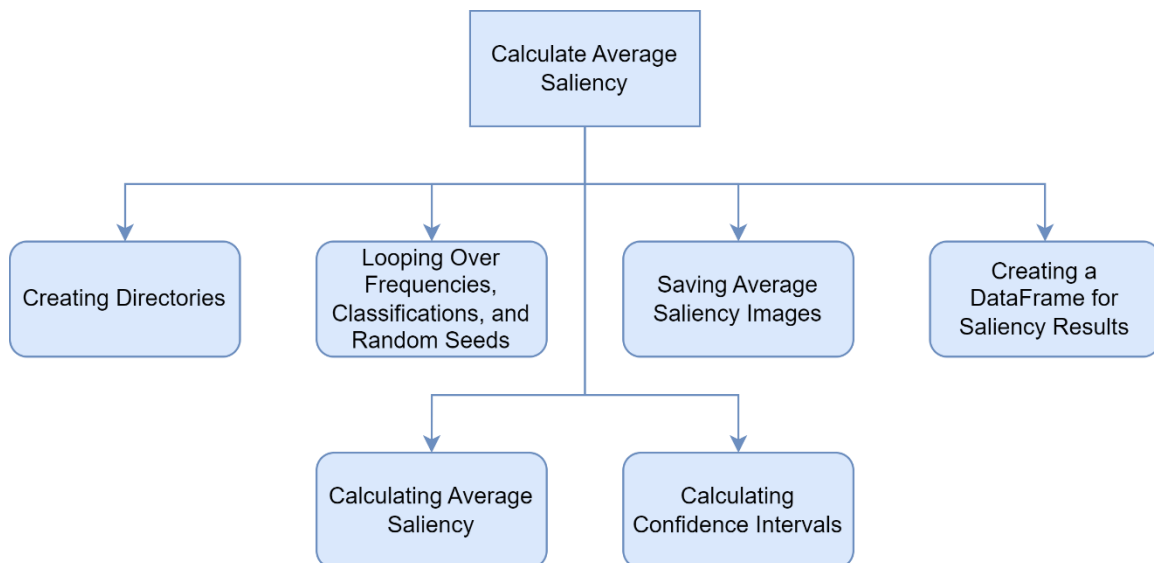 Calculate Average
Saliency
Creating Directories
Looping Over
Frequencies,
Classifications, and
Random Seeds
Saving Average
Saliency Images
Creating a
DataFrame for
Saliency Results
Calculating Average
Saliency
Calculating
Confidence Intervals